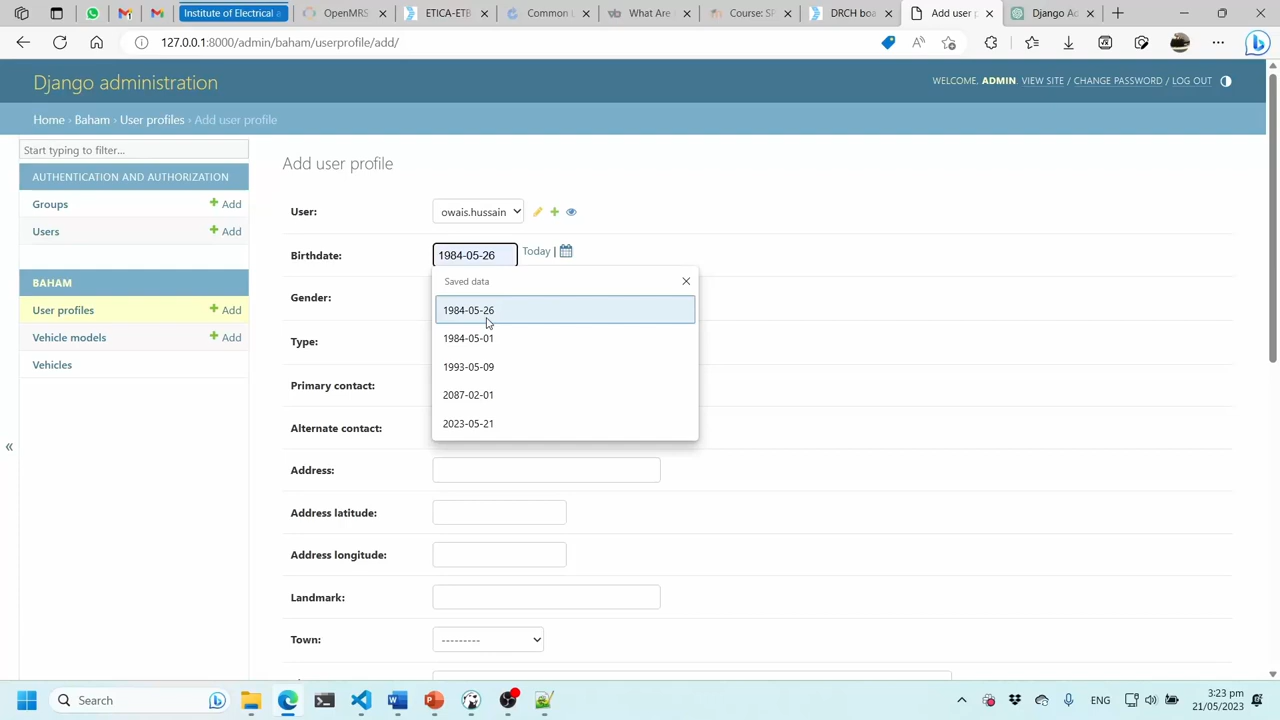 Institute of Electrical a
OpenMRS
ETICA-ETB
Common L
What Are
Course: SP
DRCH boa
Add user p
Django Ad
127.0.0.1:8000/admin/baham/userprofile/add/
Django administration
WELCOME, ADMIN. VIEW SITE / CHANGE PASSWORD / LOG OUT
Home › Baham › User profiles › Add user profile
Start typing to filter...
AUTHENTICATION AND AUTHORIZATION
Groups + Add
Users + Add
BAHAM
User profiles + Add
Vehicle models + Add
Vehicles
«
Add user profile
User: owais.hussain
Birthdate: 1984-05-26 Today |
Saved data
1984-05-26
1984-05-01
1993-05-09
2087-02-01
2023-05-21
Gender:
Type:
Primary contact:
Alternate contact:
Address:
Address latitude:
Address longitude:
Landmark:
Town: ---------
Search
ENG
3:23 pm
21/05/2023